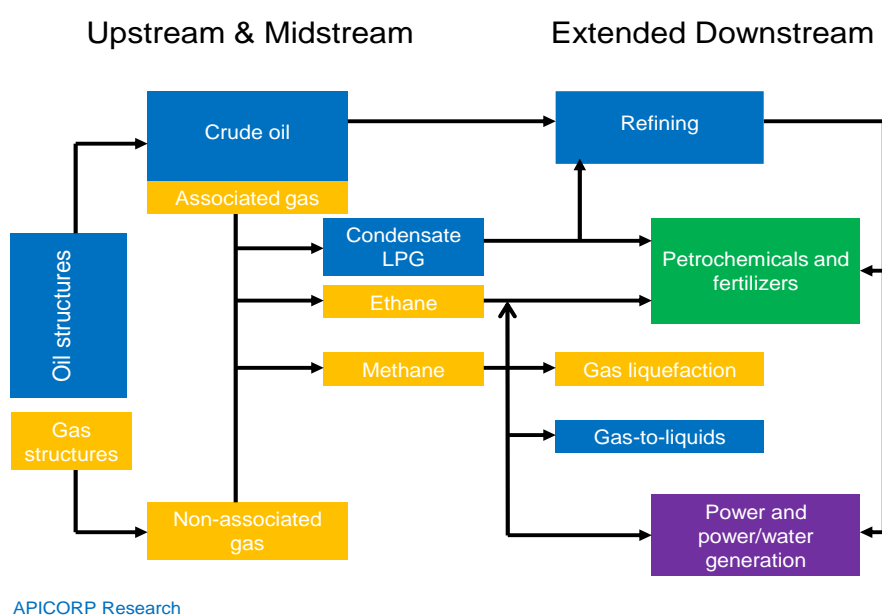 Upstream & Midstream
Extended Downstream
Crude oil
Refining
Associated gas
Condensate
LPG
Petrochemicals and
fertilizers
Oil structures
Ethane
Methane
Gas liquefaction
Gas
structures
Gas-to-liquids
Non-associated
gas
Power and
power/water
generation
APICORP Research